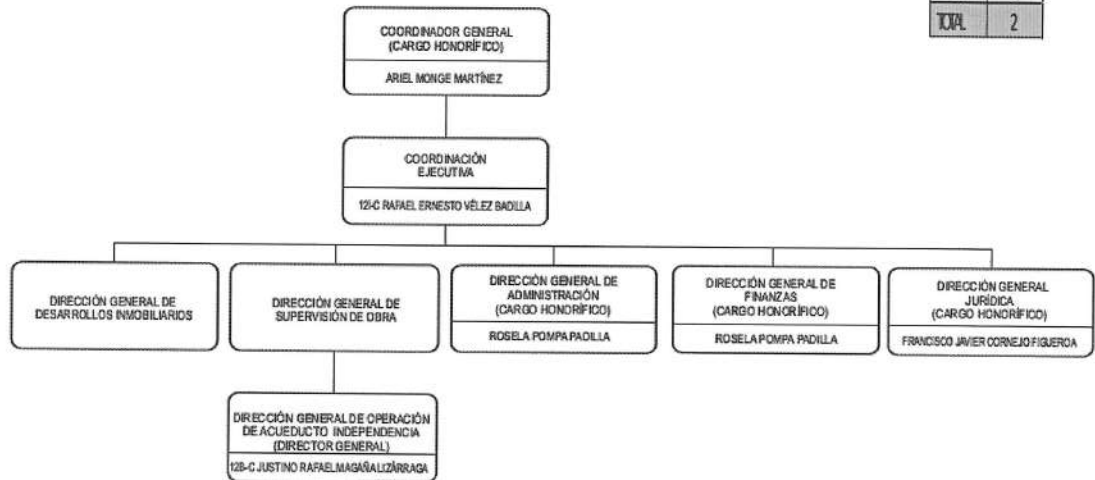 TOTAL 2
COORDINADOR GENERAL
(CARGO HONORÍFICO)
ARIEL MONGE MARTÍNEZ
COORDINACIÓN
EJECUTIVA
12I-C RAFAEL ERNESTO VÉLEZ BADILLA
DIRECCIÓN GENERAL DE
DESARROLLOS INMOBILIARIOS
DIRECCIÓN GENERAL DE
SUPERVISIÓN DE OBRA
DIRECCIÓN GENERAL DE
ADMINISTRACIÓN
(CARGO HONORÍFICO)
ROSELA POMPA PADILLA
DIRECCIÓN GENERAL DE
FINANZAS
(CARGO HONORÍFICO)
ROSELA POMPA PADILLA
DIRECCIÓN GENERAL
JURÍDICA
(CARGO HONORÍFICO)
FRANCISCO JAVIER CORNEJO FIGUEROA
DIRECCIÓN GENERAL DE OPERACIÓN
DE ACUEDUCTO INDEPENDENCIA
(DIRECTOR GENERAL)
12B-C JUSTINO RAFAEL MAGAÑA LIZÁRRAGA